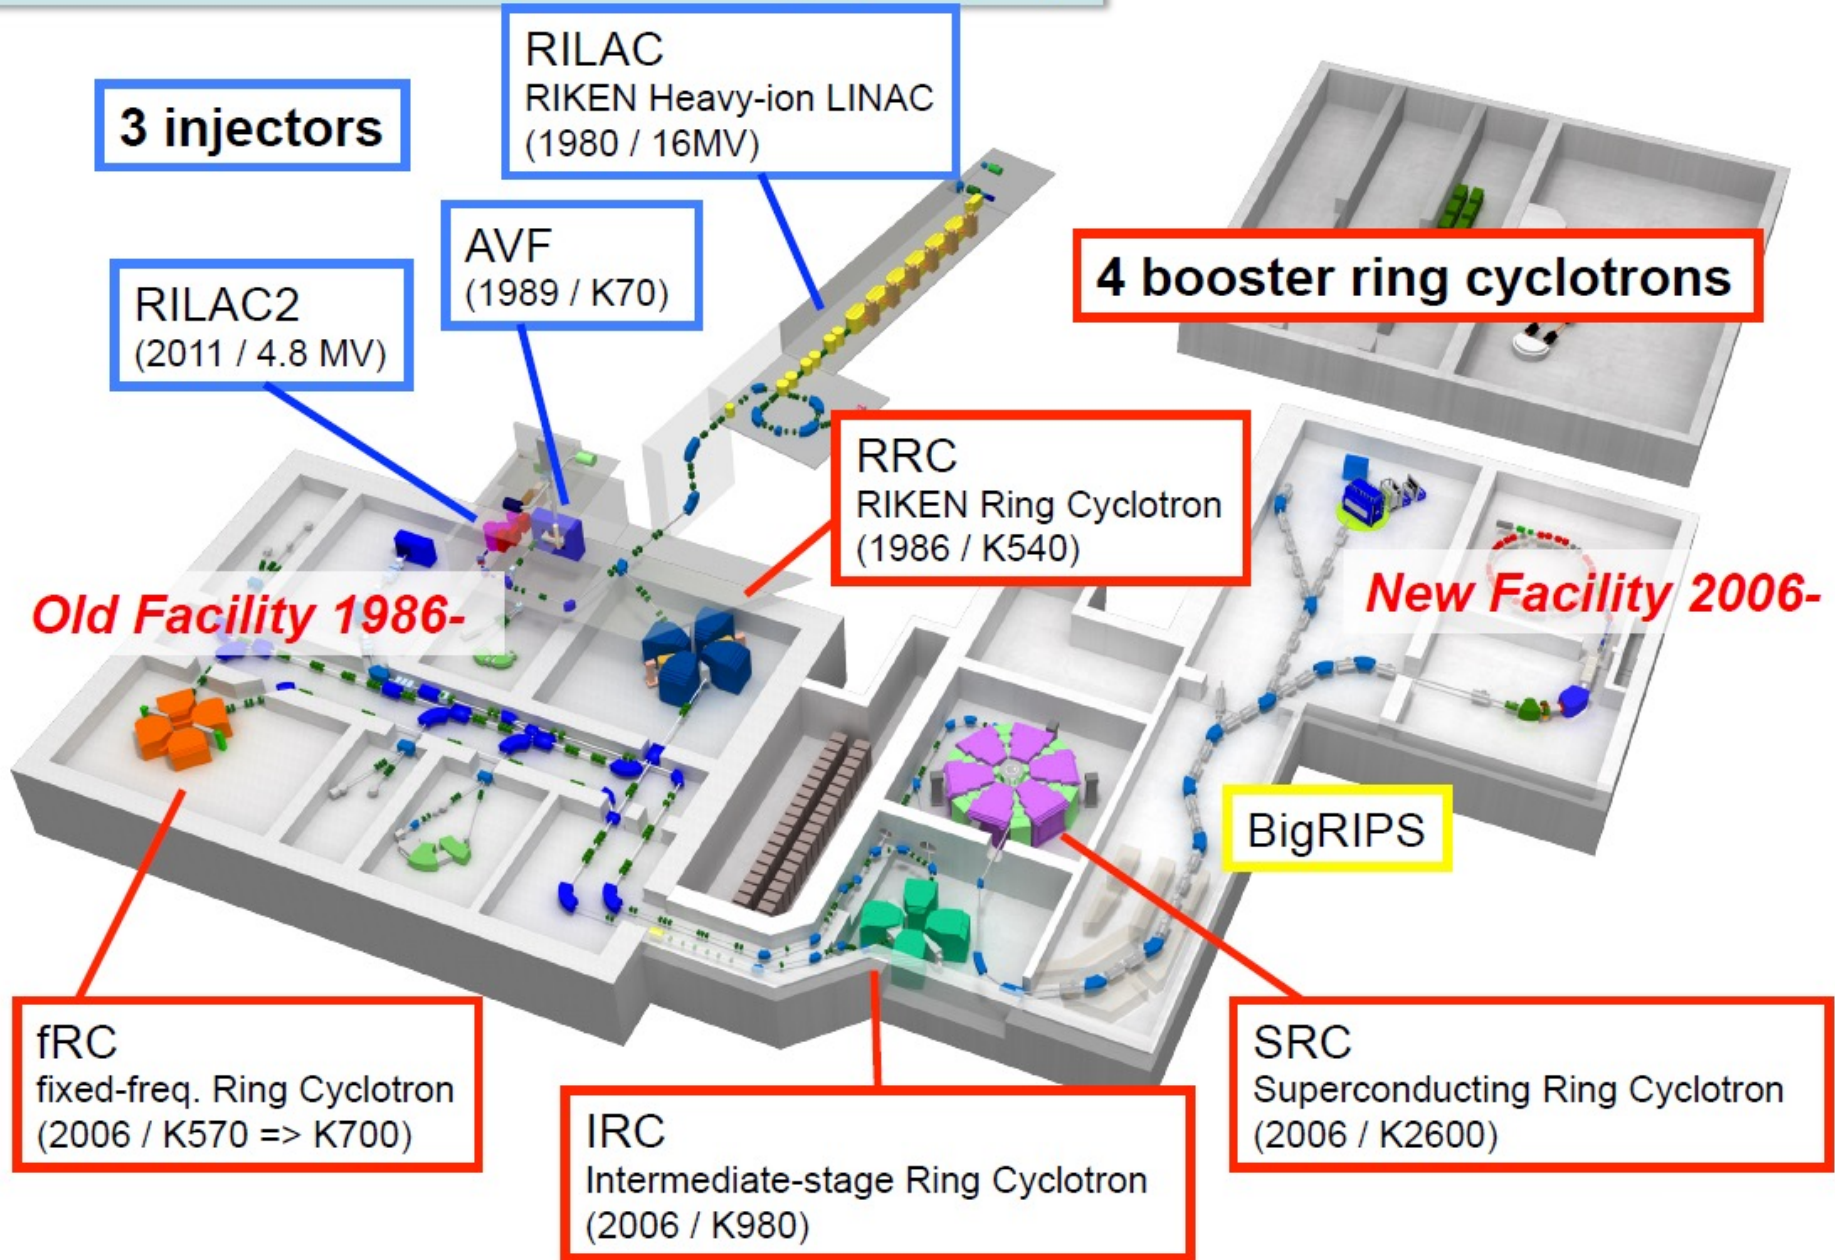 RILAC
RIKEN Heavy-ion LINAC
(1980 / 16MV)
3 injectors
AVF
(1989 / K70)
4 booster ring cyclotrons
RILAC2
(2011 / 4.8 MV)
RRC
RIKEN Ring Cyclotron
(1986 / K540)
Old Facility 1986-
New Facility 2006-
BigRIPS
fRC
fixed-freq. Ring Cyclotron
(2006 / K570 => K700)
IRC
Intermediate-stage Ring Cyclotron
(2006 / K980)
SRC
Superconducting Ring Cyclotron
(2006 / K2600)